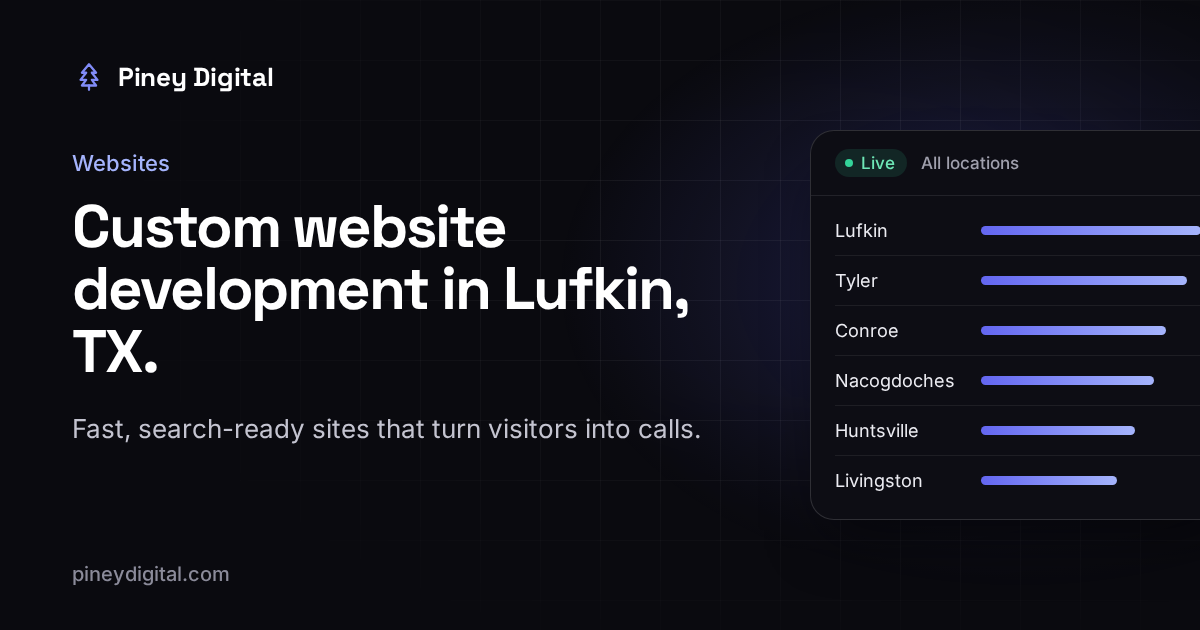 Piney Digital
Websites
Custom website
development in Lufkin,
TX.
Fast, search-ready sites that turn visitors into calls.
pineydigital.com
Live All locations
Lufkin
Tyler
Conroe
Nacogdoches
Huntsville
Livingston